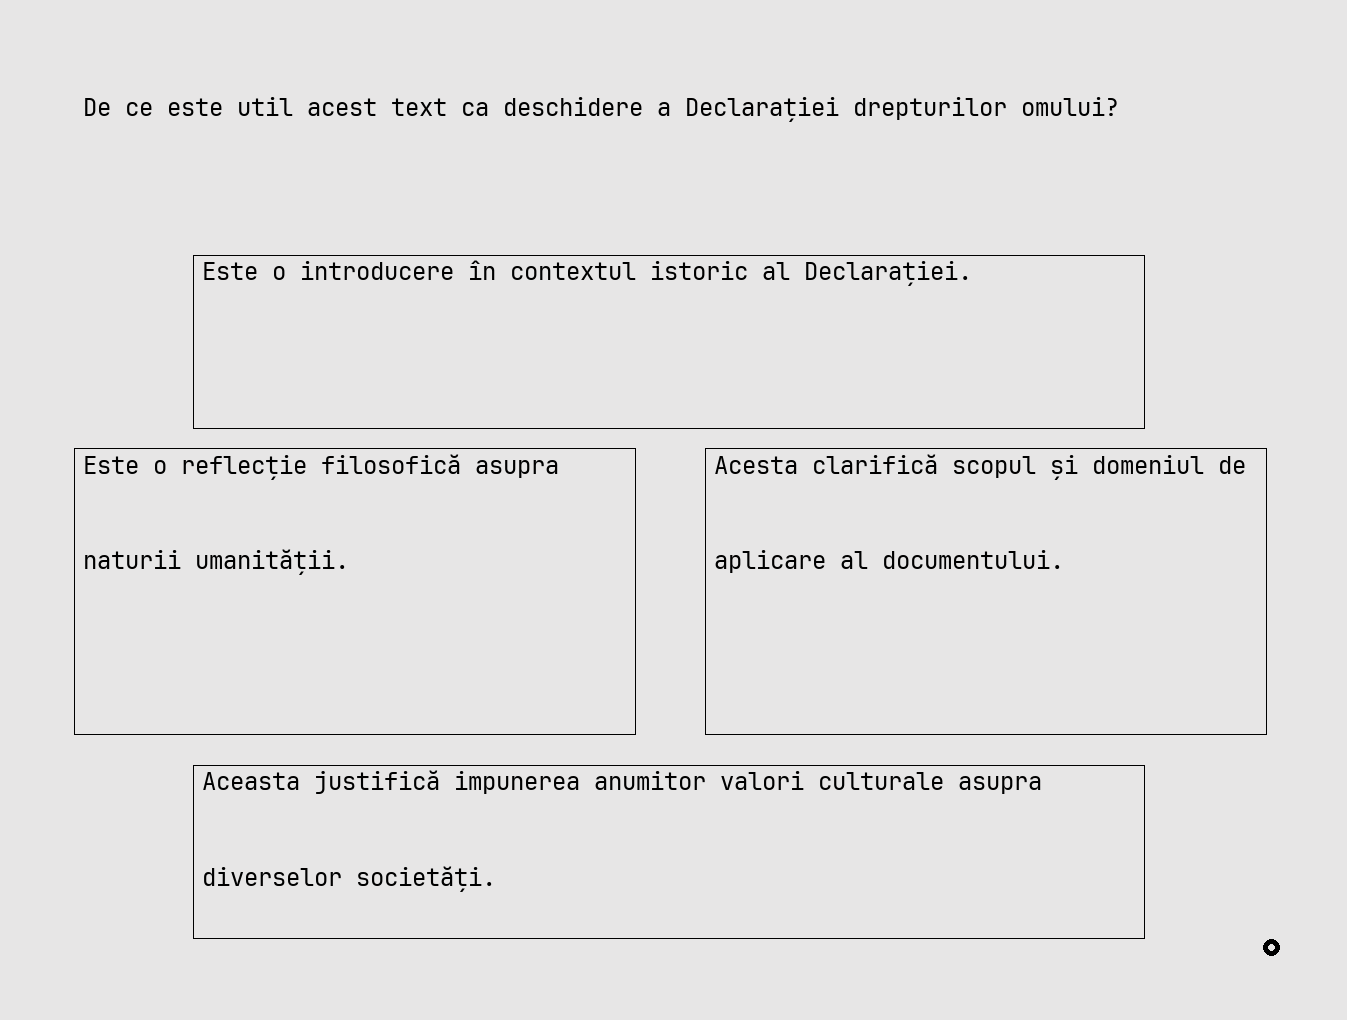 De ce este util acest text ca deschidere a Declarației drepturilor omului?
Este o introducere în contextul istoric al Declarației.
Este o reflecție filosofică asupra
naturii umanității.
Acesta clarifică scopul și domeniul de
aplicare al documentului.
Aceasta justifică impunerea anumitor valori culturale asupra
diverselor societăți.